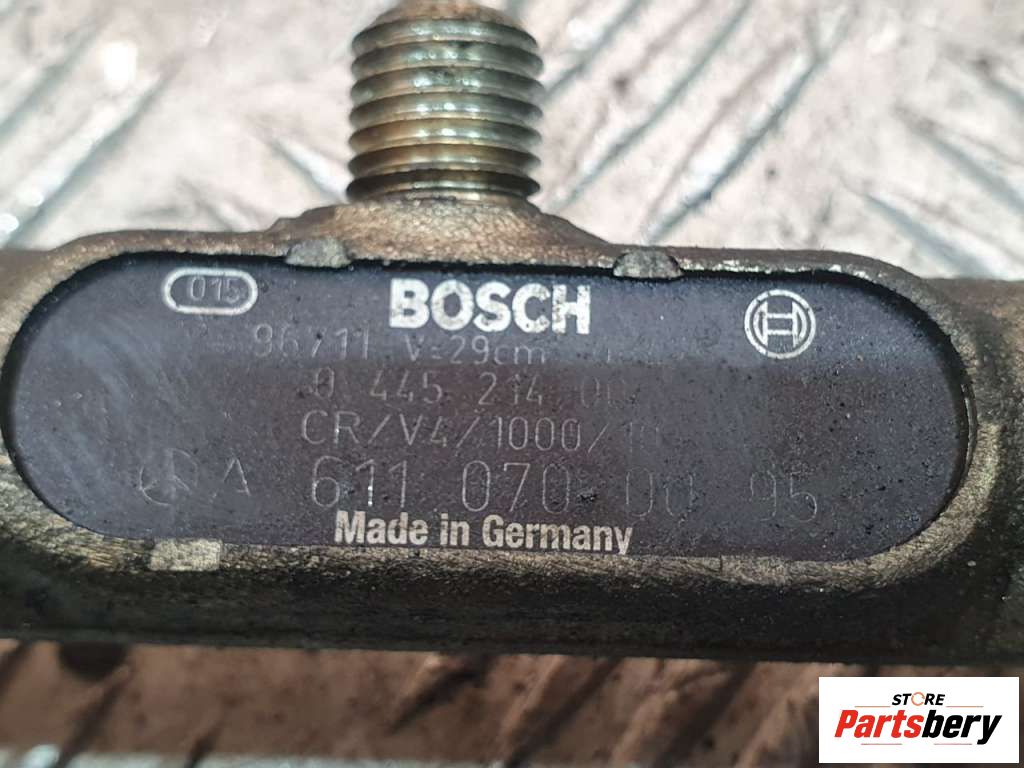 015
BOSCH
96/11 V=29cm
0 445 214
CR/V4/1000/
A 611 070 00 95
Made in Germany
STORE
Partsbery